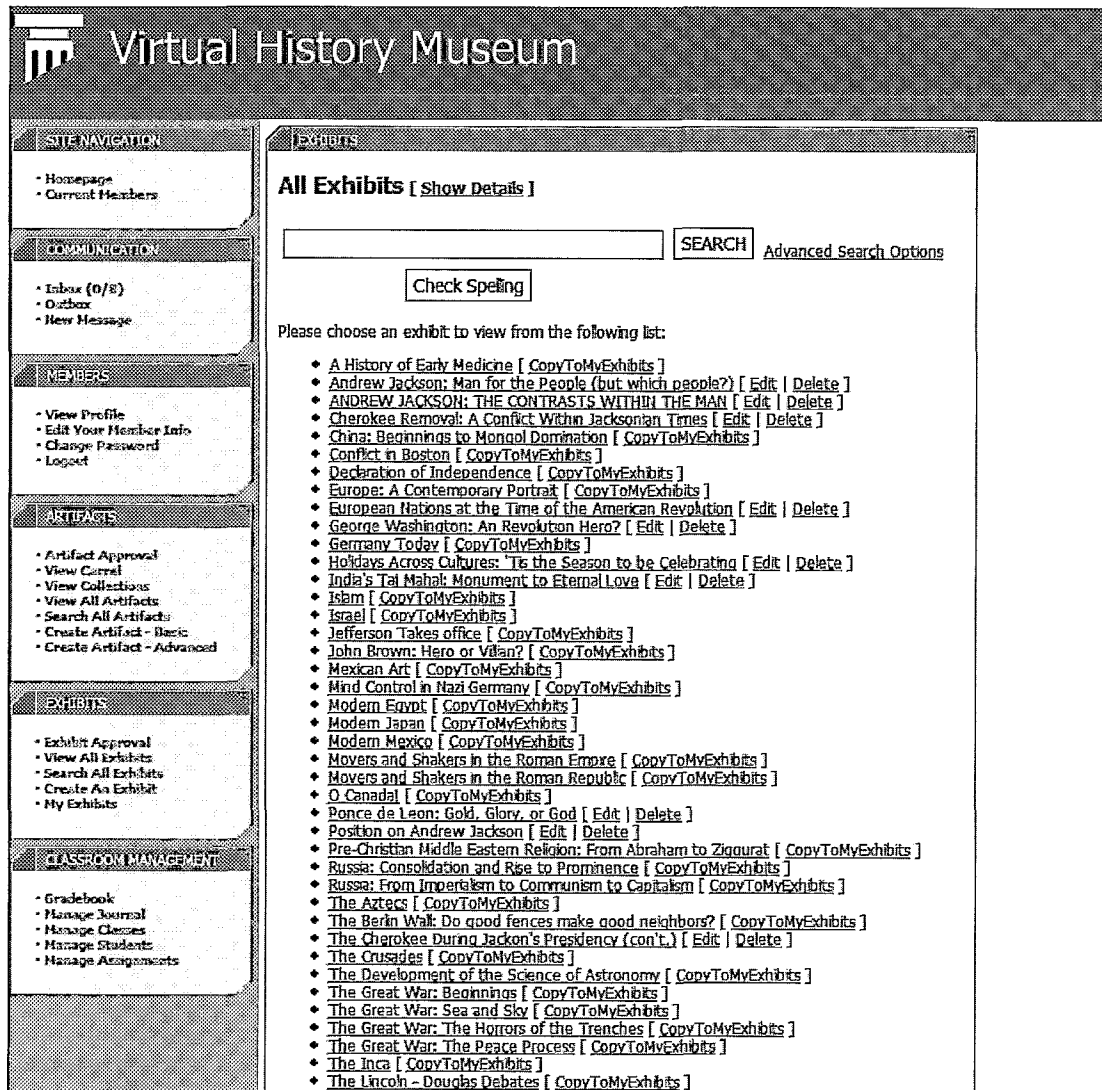 Virtual History Museum
SITE NAVIGATION
• Homepage
• Current Members
COMMUNICATION
• Inbox (0/8)
• Outbox
• New Message
MEMBERS
• View Profile
• Edit Your Member Info
• Change Password
• Logout
ARTIFACTS
• Artifact Approval
• View Carrel
• View Collections
• View All Artifacts
• Search All Artifacts
• Create Artifact - Basic
• Create Artifact - Advanced
EXHIBITS
• Exhibit Approval
• View All Exhibits
• Search All Exhibits
• Create An Exhibit
• My Exhibits
CLASSROOM MANAGEMENT
• Gradebook
• Manage Journal
• Manage Classes
• Manage Students
• Manage Assignments
EXHIBITS
All Exhibits [ Show Details ]
SEARCH Advanced Search Options
Check Spelling
Please choose an exhibit to view from the following list:
• A History of Early Medicine [ CopyToMyExhibits ]
• Andrew Jackson: Man for the People (but which people?) [ Edit | Delete ]
• ANDREW JACKSON: THE CONTRASTS WITHIN THE MAN [ Edit | Delete ]
• Cherokee Removal: A Conflict Within Jacksonian Times [ Edit | Delete ]
• China: Beginnings to Mongol Domination [ CopyToMyExhibits ]
• Conflict in Boston [ CopyToMyExhibits ]
• Declaration of Independence [ CopyToMyExhibits ]
• Europe: A Contemporary Portrait [ CopyToMyExhibits ]
• European Nations at the Time of the American Revolution [ Edit | Delete ]
• George Washington: An Revolution Hero? [ Edit | Delete ]
• Germany Today [ CopyToMyExhibits ]
• Holidays Across Cultures: 'Tis the Season to be Celebrating [ Edit | Delete ]
• India's Taj Mahal: Monument to Eternal Love [ Edit | Delete ]
• Islam [ CopyToMyExhibits ]
• Israel [ CopyToMyExhibits ]
• Jefferson Takes office [ CopyToMyExhibits ]
• John Brown: Hero or Villan? [ CopyToMyExhibits ]
• Mexican Art [ CopyToMyExhibits ]
• Mind Control in Nazi Germany [ CopyToMyExhibits ]
• Modern Egypt [ CopyToMyExhibits ]
• Modern Japan [ CopyToMyExhibits ]
• Modern Mexico [ CopyToMyExhibits ]
• Movers and Shakers in the Roman Empire [ CopyToMyExhibits ]
• Movers and Shakers in the Roman Republic [ CopyToMyExhibits ]
• O Canada! [ CopyToMyExhibits ]
• Ponce de Leon: Gold, Glory, or God [ Edit | Delete ]
• Position on Andrew Jackson [ Edit | Delete ]
• Pre-Christian Middle Eastern Religion: From Abraham to Ziggurat [ CopyToMyExhibits ]
• Russia: Consolidation and Rise to Prominence [ CopyToMyExhibits ]
• Russia: From Imperialism to Communism to Capitalism [ CopyToMyExhibits ]
• The Aztecs [ CopyToMyExhibits ]
• The Berlin Wall: Do good fences make good neighbors? [ CopyToMyExhibits ]
• The Cherokee During Jackon's Presidency (con't.) [ Edit | Delete ]
• The Crusades [ CopyToMyExhibits ]
• The Development of the Science of Astronomy [ CopyToMyExhibits ]
• The Great War: Beginnings [ CopyToMyExhibits ]
• The Great War: Sea and Sky [ CopyToMyExhibits ]
• The Great War: The Horrors of the Trenches [ CopyToMyExhibits ]
• The Great War: The Peace Process [ CopyToMyExhibits ]
• The Inca [ CopyToMyExhibits ]
• The Lincoln - Douglas Debates [ CopyToMyExhibits ]